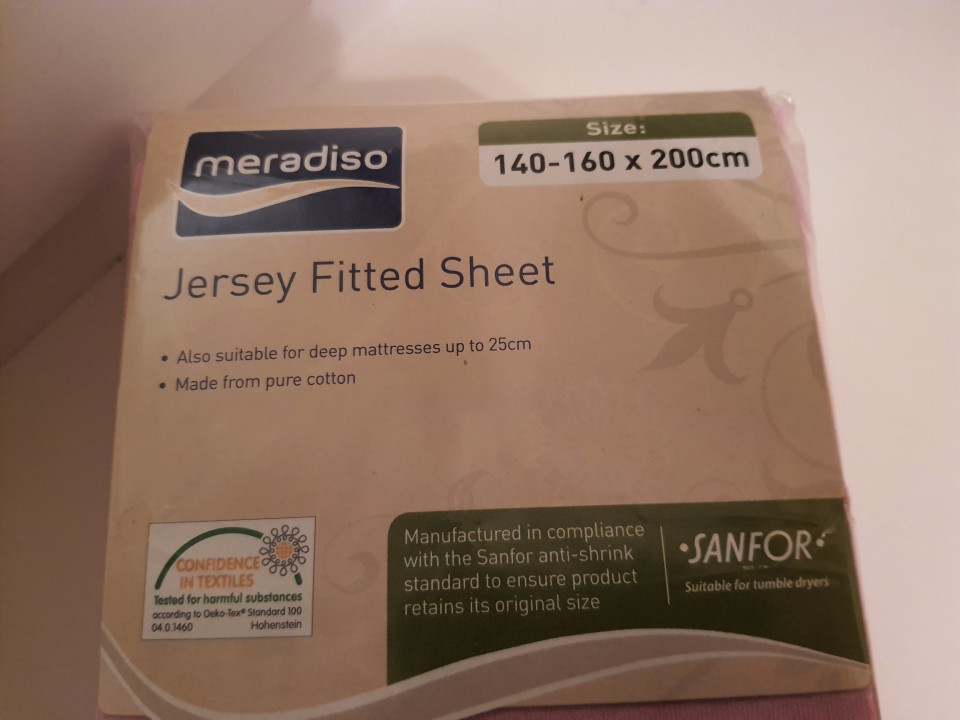 meradiso
Size:
140-160 x 200cm
Jersey Fitted Sheet
• Also suitable for deep mattresses up to 25cm
• Made from pure cotton
CONFIDENCE
IN TEXTILES
Tested for harmful substances
according to Oeko-Tex® Standard 100
04.0.1460 Hohenstein
Manufactured in compliance
with the Sanfor anti-shrink
standard to ensure product
retains its original size
•SANFOR•
Suitable for tumble dryers